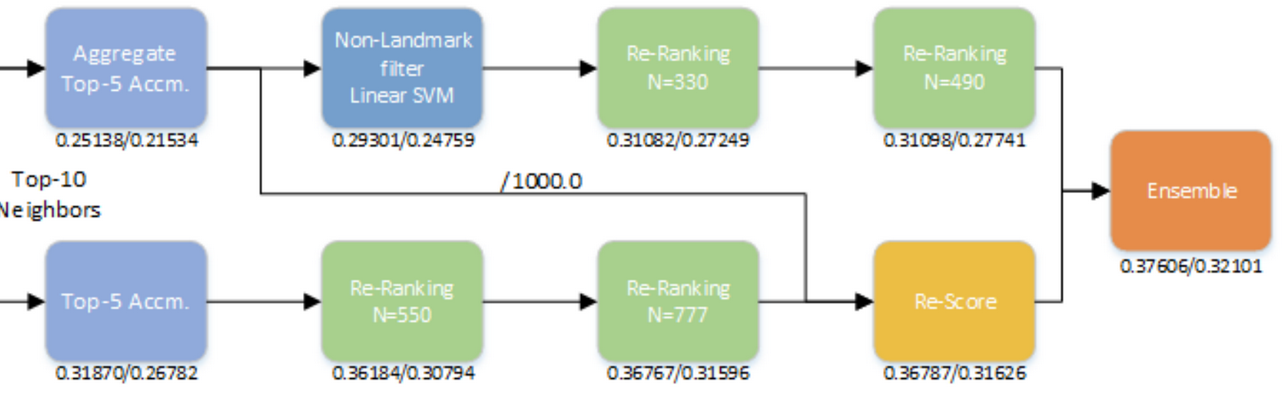 Aggregate
Top-5 Accm.
0.25138/0.21534
Non-Landmark
filter
Linear SVM
0.29301/0.24759
Re-Ranking
N=330
0.31082/0.27249
Re-Ranking
N=490
0.31098/0.27741
Top-10
Neighbors
/1000.0
Ensemble
0.37606/0.32101
Top-5 Accm.
0.31870/0.26782
Re-Ranking
N=550
0.36184/0.30794
Re-Ranking
N=777
0.36767/0.31596
Re-Score
0.36787/0.31626